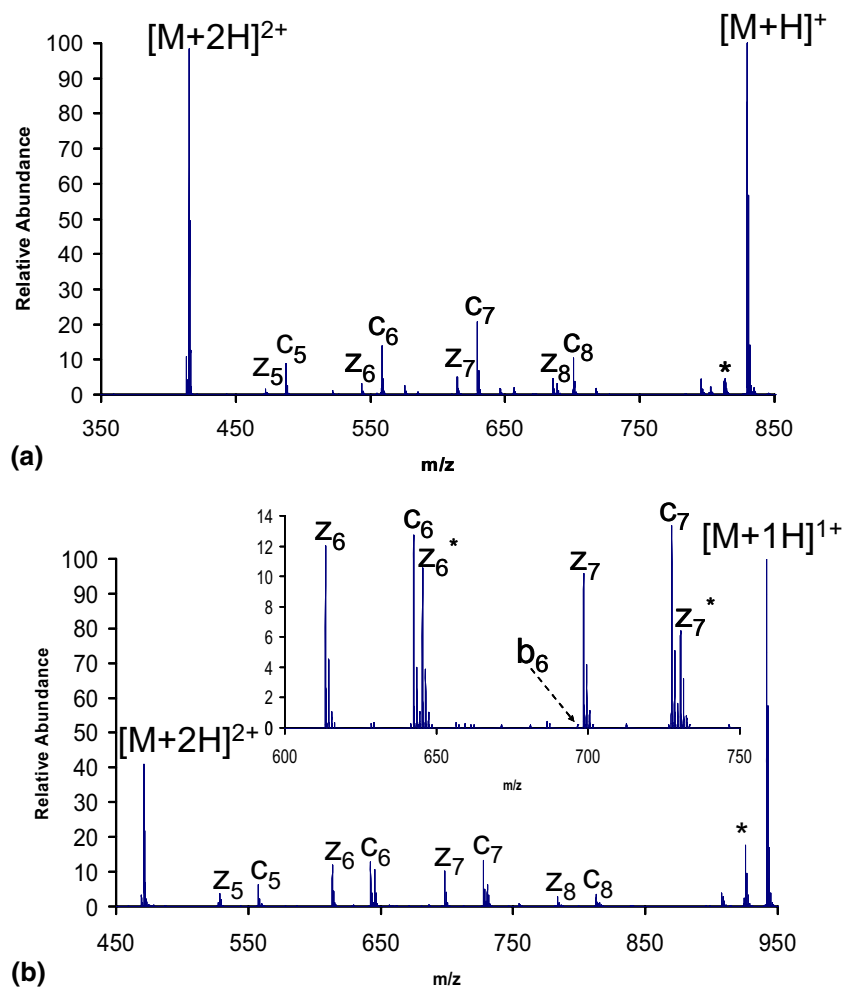 [M+2H]2+
[M+H]+
Relative Abundance
100
90
80
70
60
50
40
30
20
10
0
z5
c5
z6
c6
z7
c7
z8
c8
*
350
450
550
650
750
850
m/z
(a)
[M+2H]2+
[M+1H]1+
Relative Abundance
100
90
80
70
60
50
40
30
20
10
0
z5
c5
z6
c6
z7
c7
z8
c8
*
450
550
650
750
850
950
m/z
14
12
10
8
6
4
2
0
z6
c6
z6*
b6
z7
c7
z7*
600
650
700
750
m/z
(b)